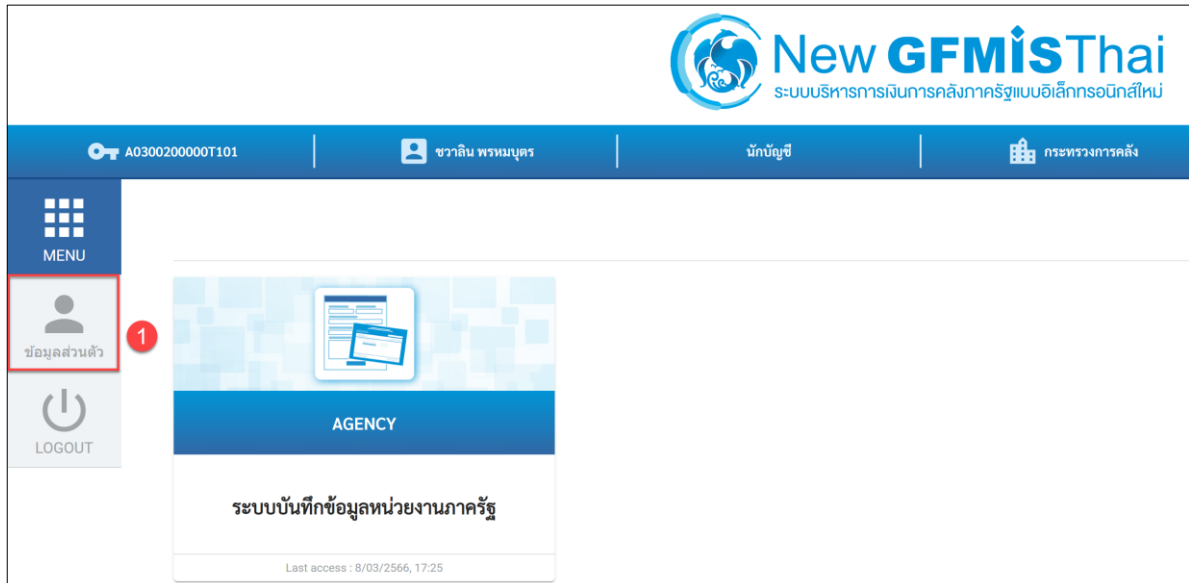 New GFMISThai
ระบบบริหารการเงินการคลังภาครัฐแบบอิเล็กทรอนิกส์ใหม่
A03002000000T101 ชวาลิน พรหมบุตร นักบัญชี กระทรวงการคลัง
MENU
ข้อมูลส่วนตัว
1
LOGOUT
AGENCY
ระบบบันทึกข้อมูลหน่วยงานภาครัฐ
Last access : 8/03/2566, 17:25